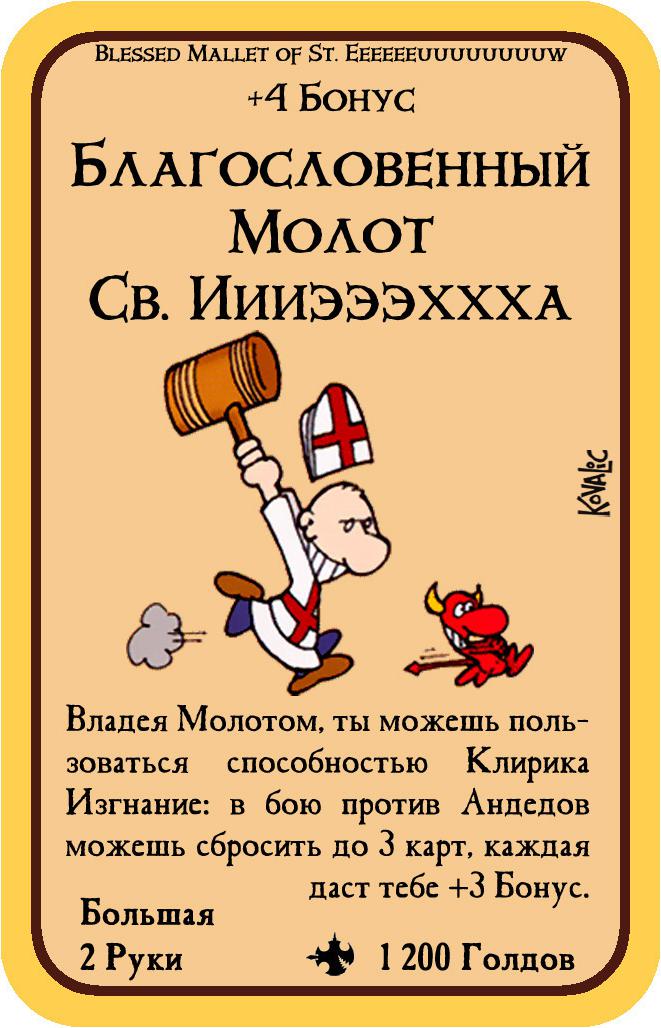 Blessed Mallet of St. Eeeeeeuuuuuuuuuw
+4 Бонус
Благословенный
Молот
Св. Иииэээххха
Kovalic
Владея Молотом, ты можешь поль-
зоваться способностью Клирика
Изгнание: в бою против Андедов
можешь сбросить до 3 карт, каждая
даст тебе +3 Бонус.
Большая
2 Руки
1 200 Голдов